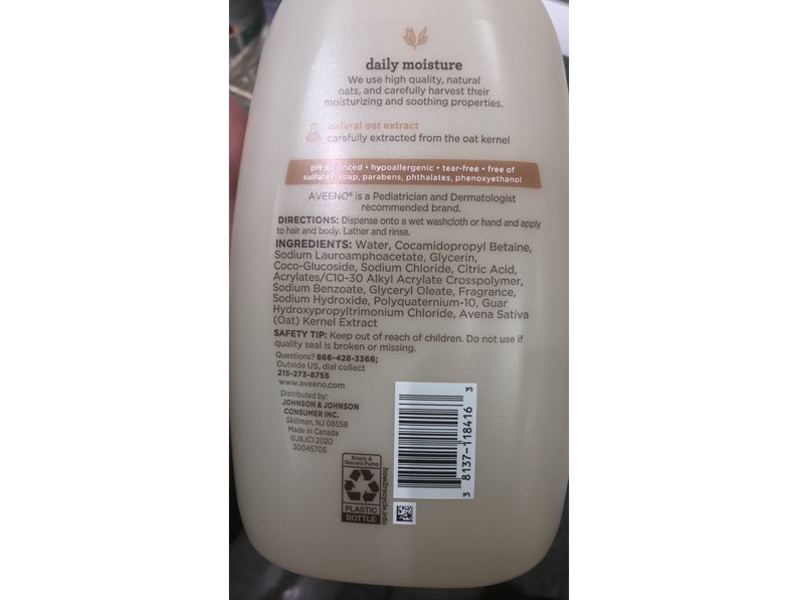 daily moisture
We use high quality, natural
oats, and carefully harvest their
moisturizing and soothing properties.
natural oat extract
carefully extracted from the oat kernel
pH-balanced • hypoallergenic • tear-free • free of
sulfates, soap, parabens, phthalates, phenoxyethanol
AVEENO® is a Pediatrician and Dermatologist
recommended brand.
DIRECTIONS: Dispense onto a wet washcloth or hand and apply
to hair and body. Lather and rinse.
INGREDIENTS: Water, Cocamidopropyl Betaine,
Sodium Lauroamphoacetate, Glycerin,
Coco-Glucoside, Sodium Chloride, Citric Acid,
Acrylates/C10-30 Alkyl Acrylate Crosspolymer,
Sodium Benzoate, Glyceryl Oleate, Fragrance,
Sodium Hydroxide, Polyquaternium-10, Guar
Hydroxypropyltrimonium Chloride, Avena Sativa
(Oat) Kernel Extract
SAFETY TIP: Keep out of reach of children. Do not use if
quality seal is broken or missing.
Questions? 866-428-3366;
Outside US, dial collect
215-273-8755
www.aveeno.com
Distributed by:
JOHNSON & JOHNSON
CONSUMER INC.
Skillman, NJ 08558
Made in Canada
©J&JCI 2020
30045705
Empty &
Discard Pump
PLASTIC
BOTTLE
how2recycle.info
3 8137-118416 3